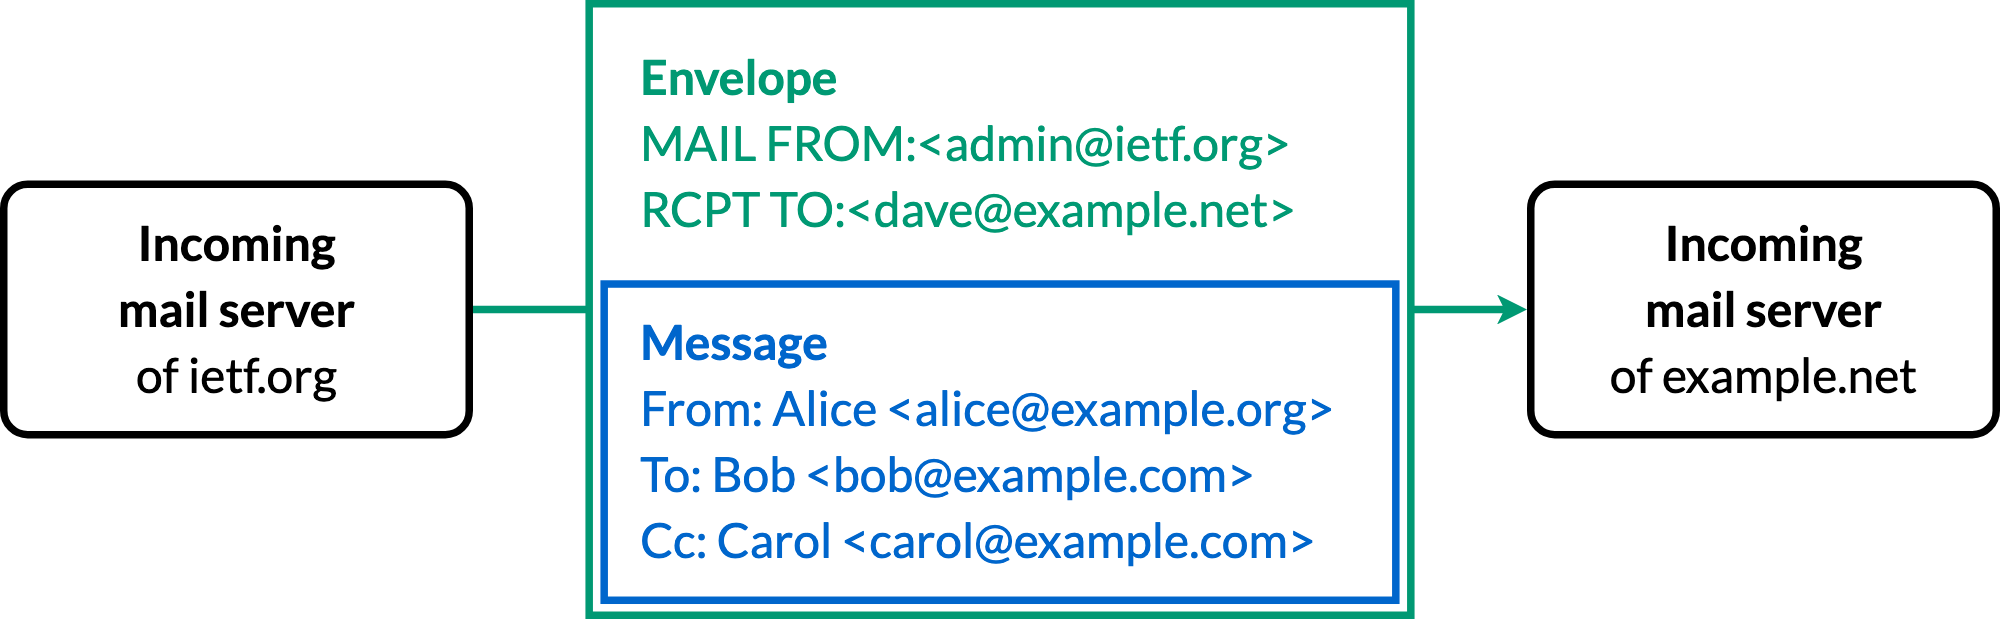 Incoming
mail server
of ietf.org
Envelope
MAIL FROM:<admin@ietf.org>
RCPT TO:<dave@example.net>
Message
From: Alice <alice@example.org>
To: Bob <bob@example.com>
Cc: Carol <carol@example.com>
Incoming
mail server
of example.net